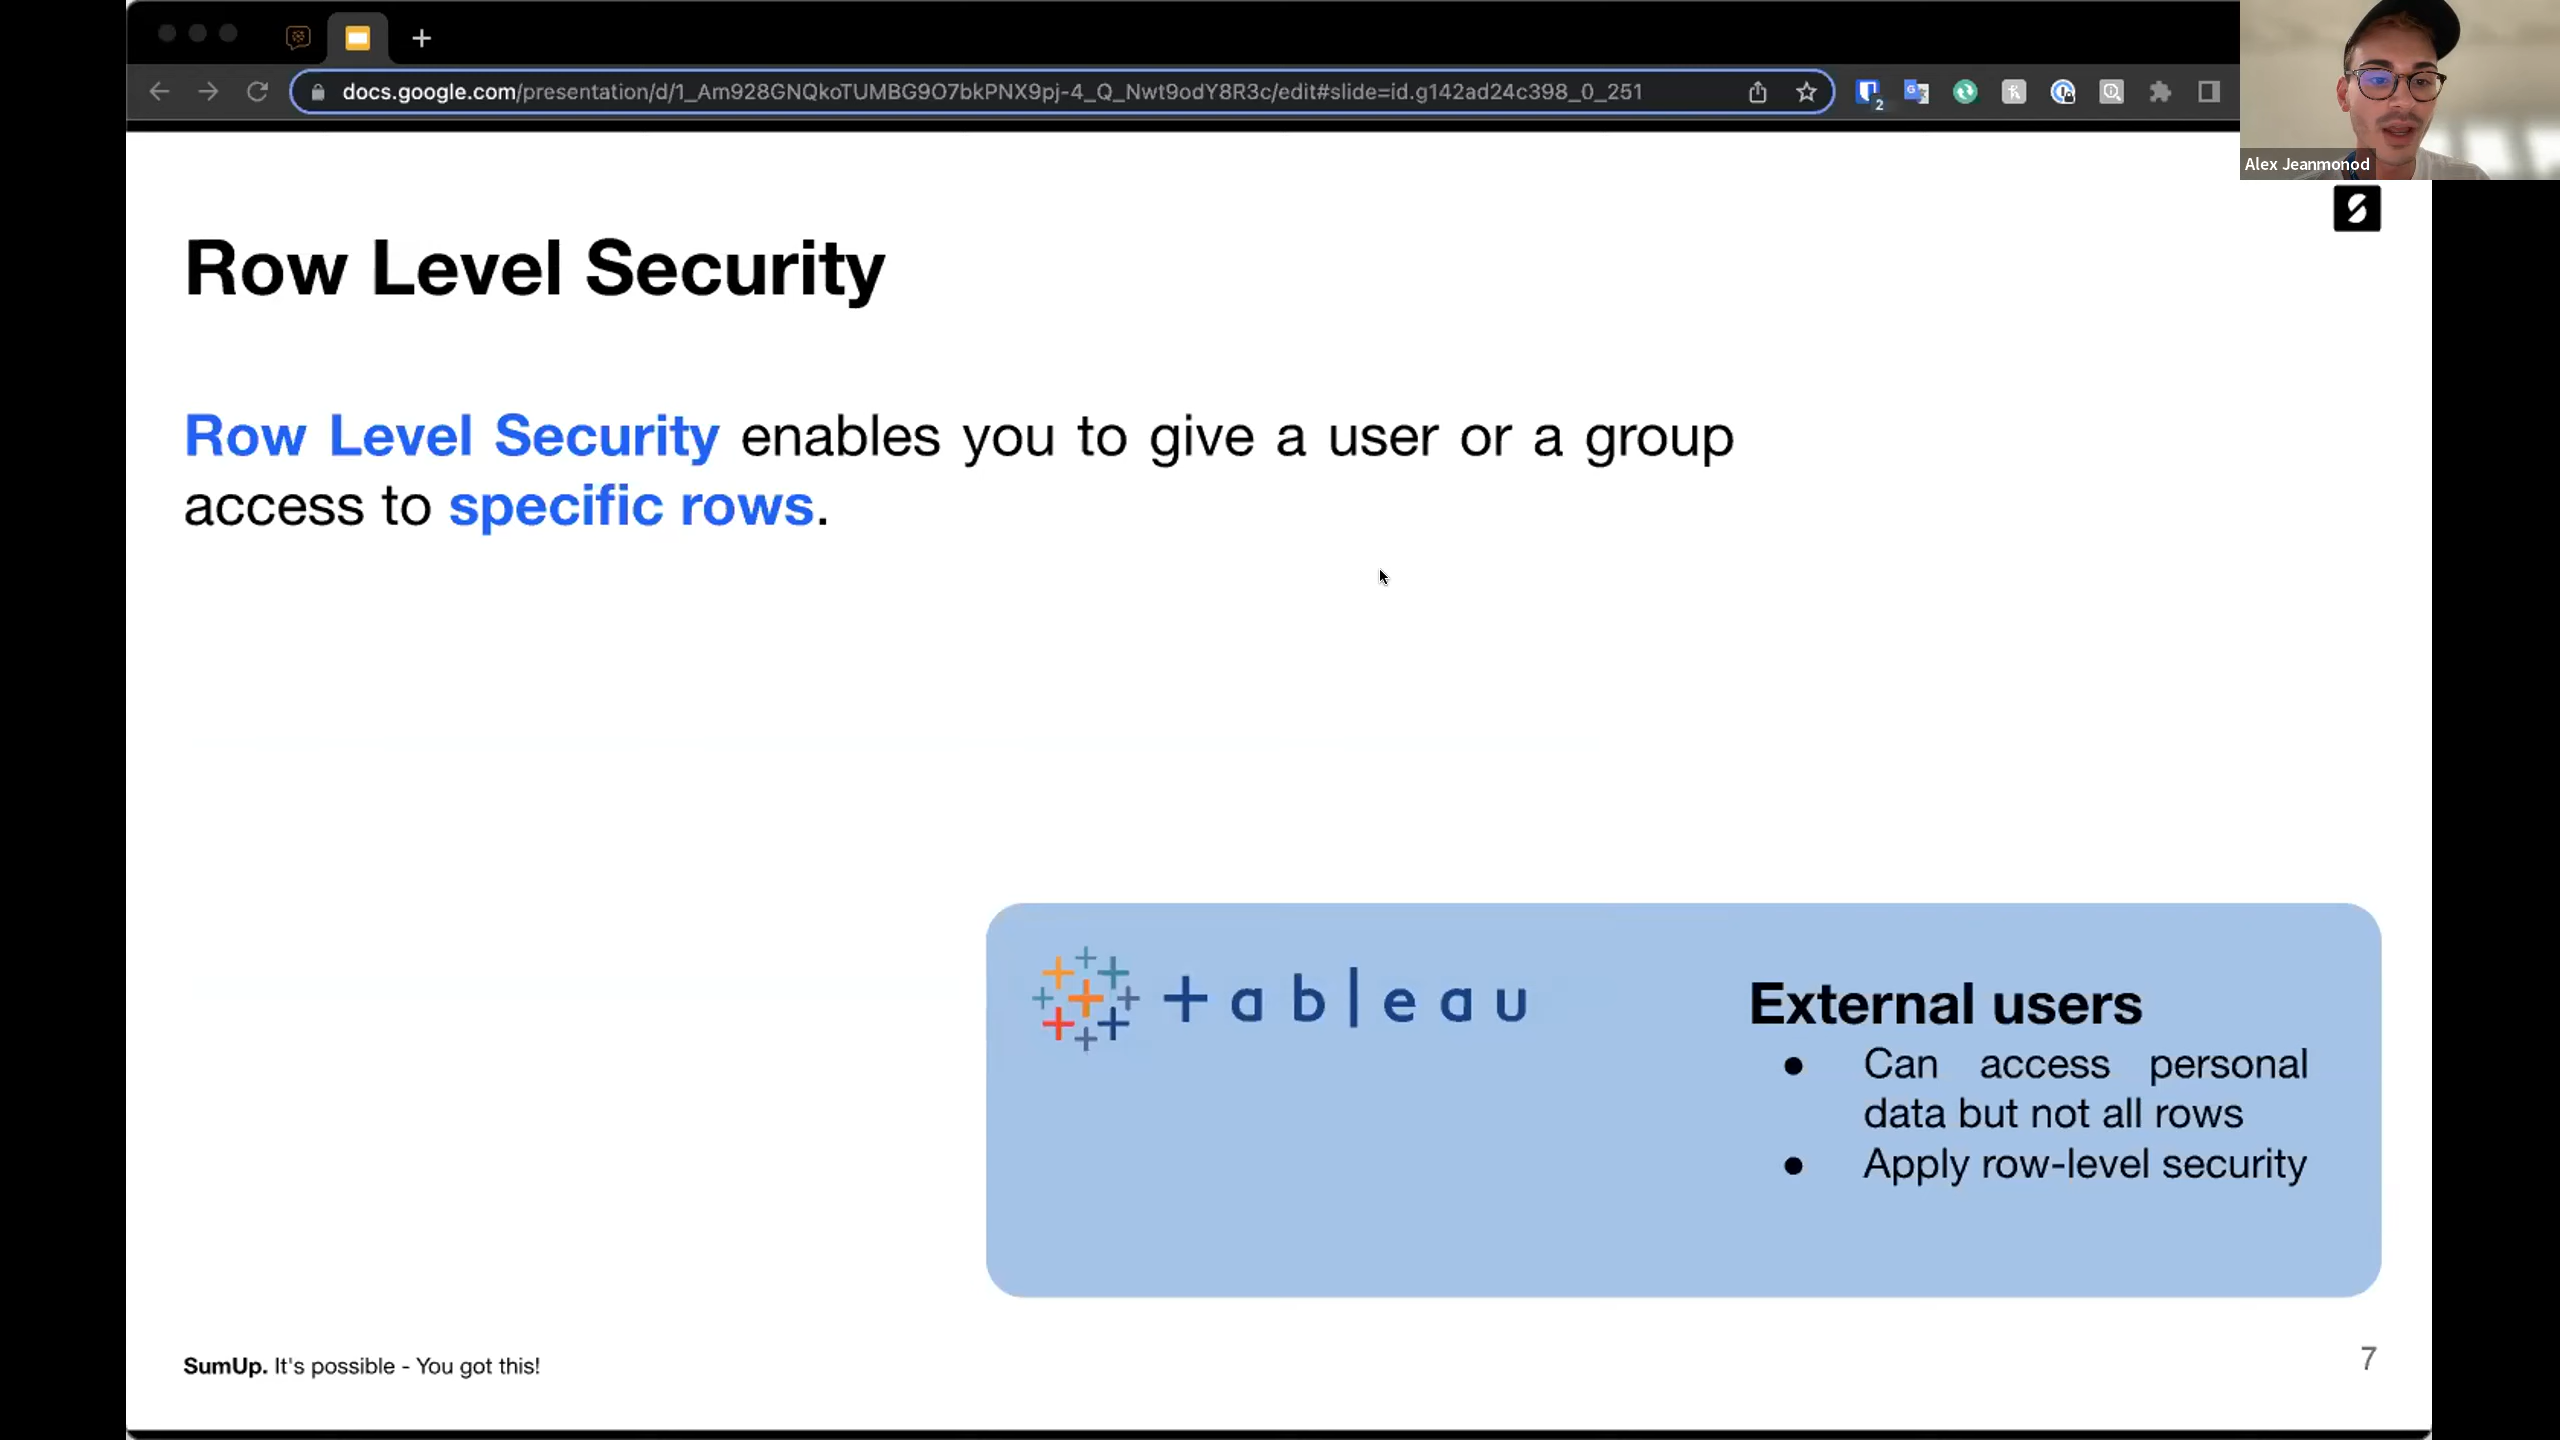 docs.google.com/presentation/d/1_Am928GNQkoTUMBG9O7bkPNX9pj-4_Q_Nwt9odY8R3c/edit#slide=id.g142ad24c398_0_251
2
Alex Jeanmonod
Row Level Security
Row Level Security enables you to give a user or a group
access to specific rows.
+ableau
External users
● Can access personal
data but not all rows
● Apply row-level security
SumUp. It's possible - You got this!
7